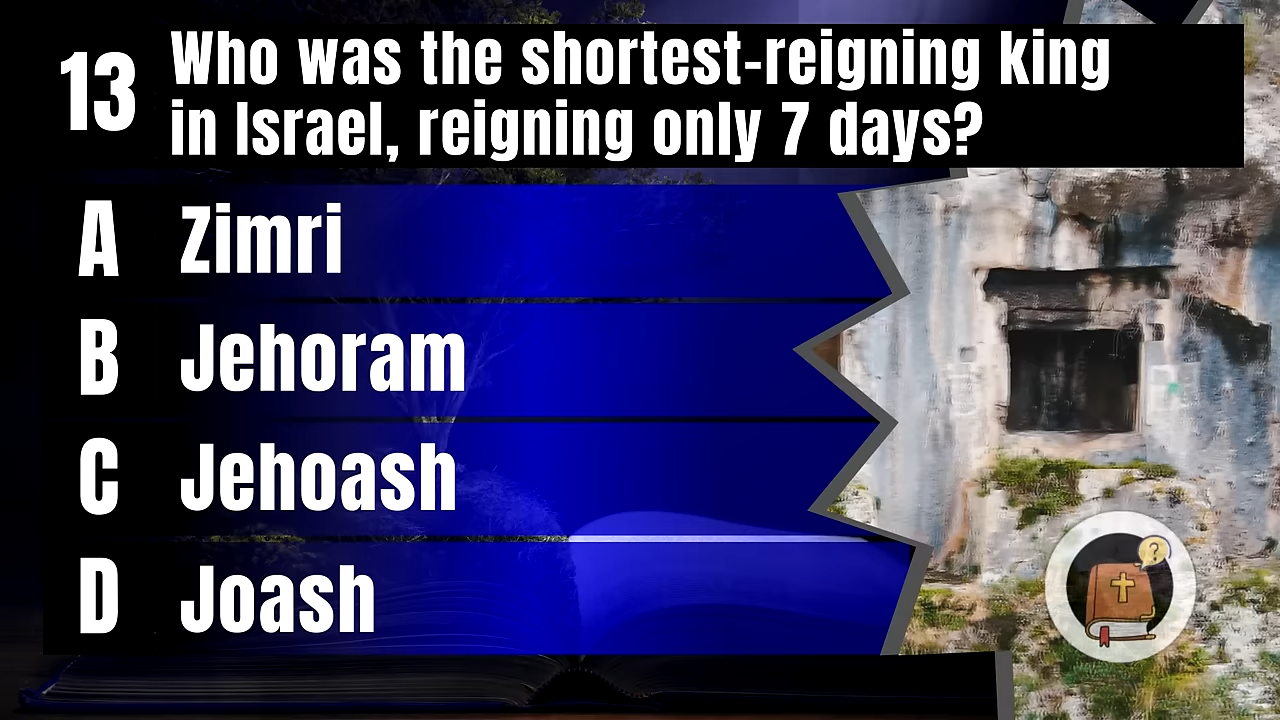 13 Who was the shortest-reigning king
in Israel, reigning only 7 days?
A Zimri
B Jehoram
C Jehoash
D Joash
?